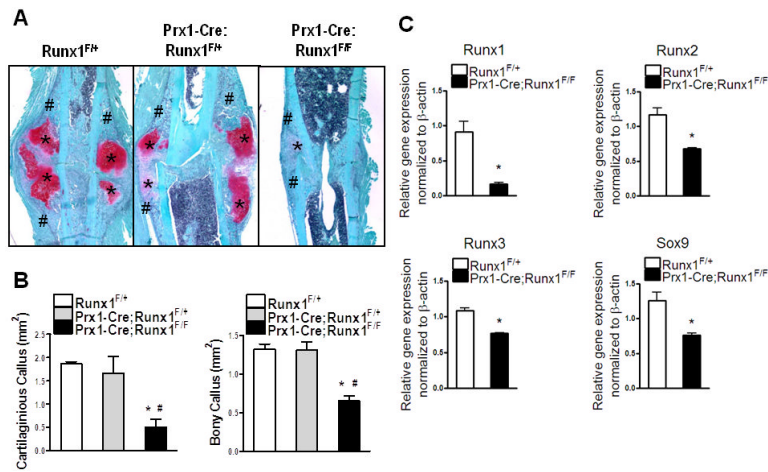 A
Runx1F/+
Prx1-Cre:
Runx1F/+
Prx1-Cre:
Runx1F/F
#
#
#
#
*
*
*
*
#
#
*
*
*
*
#
#
#
#
B
Runx1F/+
Prx1-Cre;Runx1F/+
Prx1-Cre;Runx1F/F
Cartilaginious Callus (mm2)
2.5
2.0
1.5
1.0
0.5
0.0
* #
Runx1F/+
Prx1-Cre;Runx1F/+
Prx1-Cre;Runx1F/F
Bony Callus (mm2)
1.5
1.0
0.5
0.0
* #
C
Runx1
Runx1F/+
Prx1-Cre;Runx1F/F
Relative gene expression
normalized to β-actin
1.5
1.0
0.5
0.0
*
Runx2
Runx1F/+
Prx1-Cre;Runx1F/F
Relative gene expression
normalized to β-actin
1.5
1.0
0.5
0.0
*
Runx3
Runx1F/+
Prx1-Cre;Runx1F/F
Relative gene expression
normalized to β-actin
1.5
1.0
0.5
0.0
*
Sox9
Runx1F/+
Prx1-Cre;Runx1F/F
Relative gene expression
normalized to β-actin
1.5
1.0
0.5
0.0
*